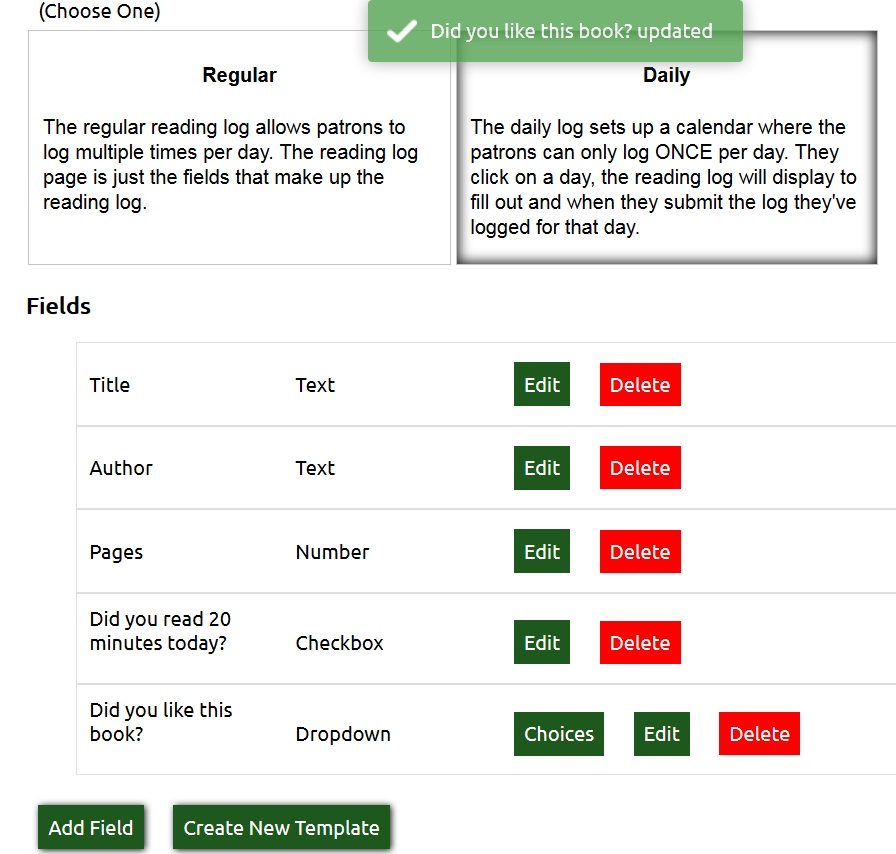 (Choose One)
Did you like this book? updated
Regular
The regular reading log allows patrons to
log multiple times per day. The reading log
page is just the fields that make up the
reading log.
Daily
The daily log sets up a calendar where the
patrons can only log ONCE per day. They
click on a day, the reading log will display to
fill out and when they submit the log they've
logged for that day.
Fields
Title Text Edit Delete
Author Text Edit Delete
Pages Number Edit Delete
Did you read 20
minutes today? Checkbox Edit Delete
Did you like this
book? Dropdown Choices Edit Delete
Add Field Create New Template